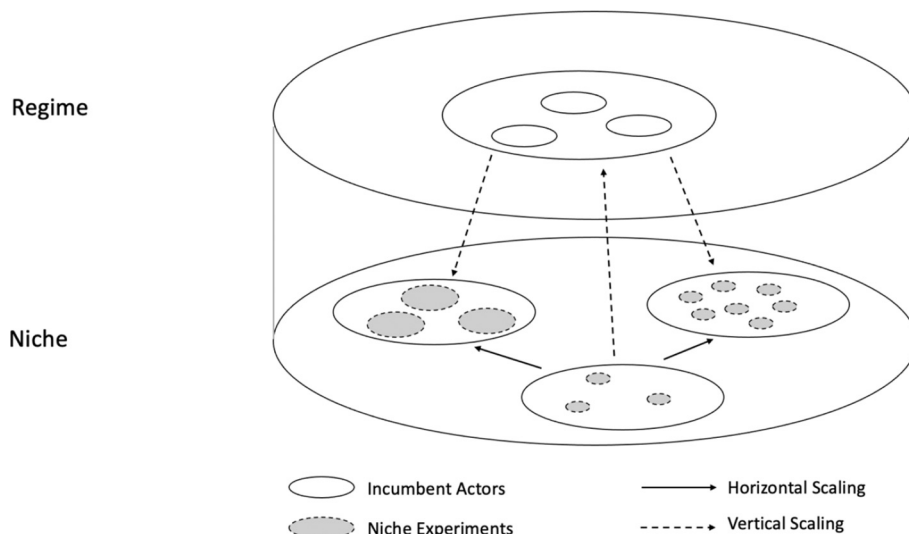 Regime
Niche
Incumbent Actors
Horizontal Scaling
Niche Experiments
Vertical Scaling